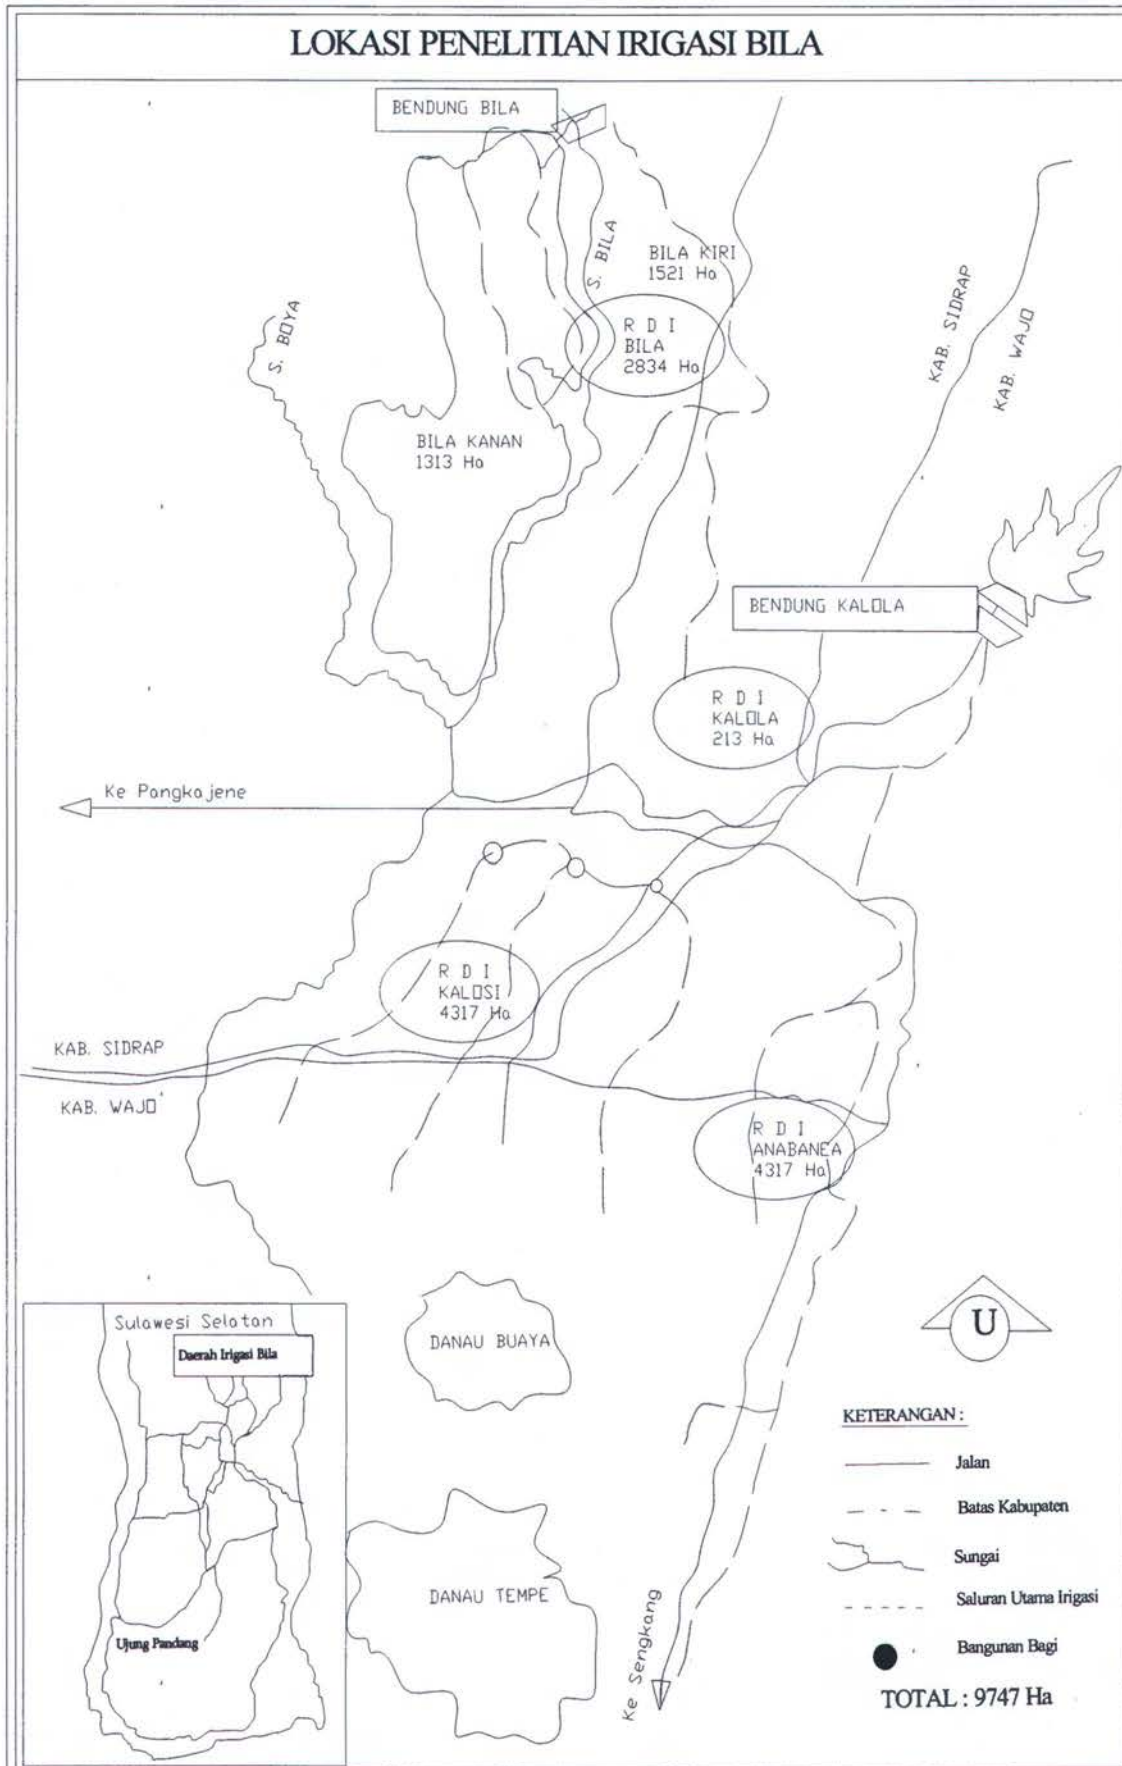 LOKASI PENELITIAN IRIGASI BILA
BENDUNG BILA
S. BILA
BILA KIRI
1521 Ha
S. BOYA
R D I
BILA
2834 Ha
KAB. SIDRAP
KAB. WAJO
BILA KANAN
1313 Ha
BENDUNG KALOLA
R D I
KALOLA
213 Ha
Ke Pangkajene
R D I
KALOSI
4317 Ha
KAB. SIDRAP
KAB. WAJO
R D I
ANABANEA
4317 Ha
Sulawesi Selatan
Daerah Irigasi Bila
Ujung Pandang
DANAU BUAYA
DANAU TEMPE
Ke Sengkang
U
KETERANGAN :
Jalan
Batas Kabupaten
Sungai
Saluran Utama Irigasi
Bangunan Bagi
TOTAL : 9747 Ha